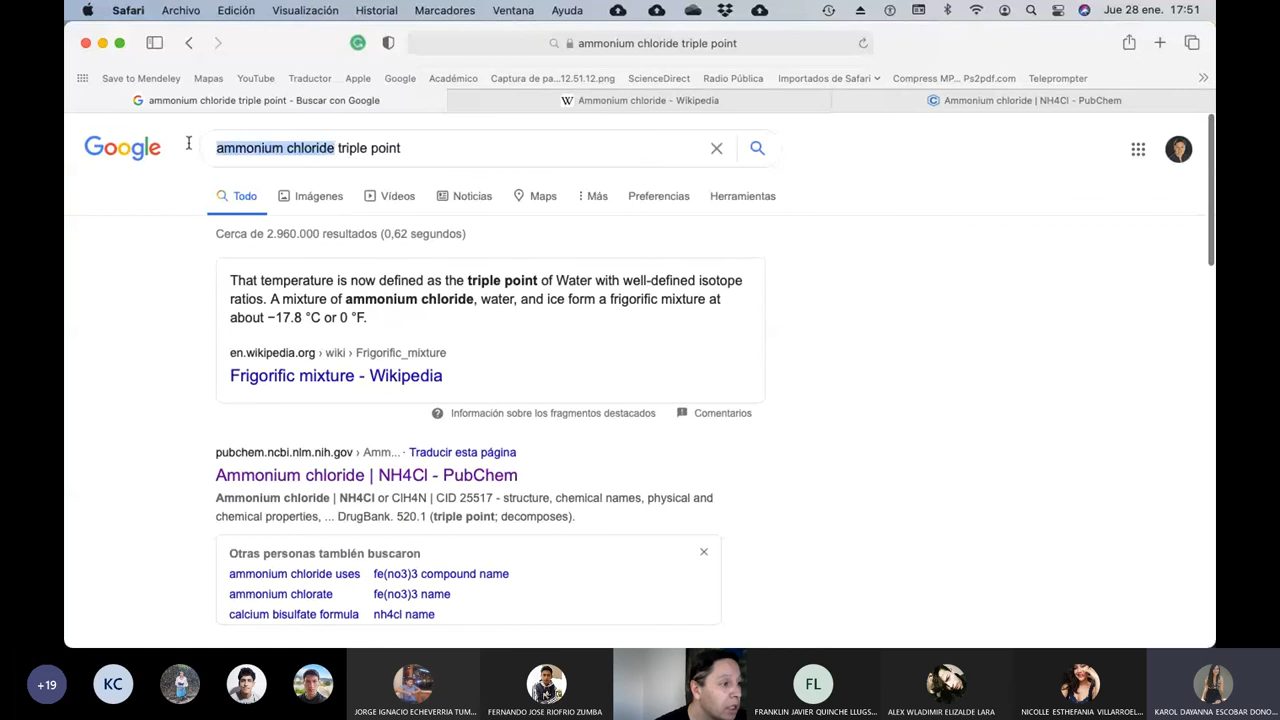 Safari Archivo Edición Visualización Historial Marcadores Ventana Ayuda Jue 28 ene. 17:51
ammonium chloride triple point
Save to Mendeley Mapas YouTube Traductor Apple Google Académico Captura de pa...12.51.12.png ScienceDirect Radio Pública Importados de Safari Compress MP... Ps2pdf.com Teleprompter
G ammonium chloride triple point - Buscar con Google W Ammonium chloride - Wikipedia Ammonium chloride | NH4Cl - PubChem
Google ammonium chloride triple point
Todo Imágenes Vídeos Noticias Maps Más Preferencias Herramientas
Cerca de 2.960.000 resultados (0,62 segundos)
That temperature is now defined as the triple point of Water with well-defined isotope
ratios. A mixture of ammonium chloride, water, and ice form a frigorific mixture at
about −17.8 °C or 0 °F.
en.wikipedia.org › wiki › Frigorific_mixture
Frigorific mixture - Wikipedia
Información sobre los fragmentos destacados Comentarios
pubchem.ncbi.nlm.nih.gov › Amm... · Traducir esta página
Ammonium chloride | NH4Cl - PubChem
Ammonium chloride | NH4Cl or ClH4N | CID 25517 - structure, chemical names, physical and
chemical properties, ... DrugBank. 520.1 (triple point; decomposes).
Otras personas también buscaron
ammonium chloride uses fe(no3)3 compound name
ammonium chlorate fe(no3)3 name
calcium bisulfate formula nh4cl name
+19 KC FL
JORGE IGNACIO ECHEVERRIA TUM... FERNANDO JOSE RIOFRIO ZUMBA FRANKLIN JAVIER QUINCHE LLUGS... ALEX WLADIMIR ELIZALDE LARA NICOLLE ESTHEFANIA VILLARROEL... KAROL DAYANNA ESCOBAR DONO...